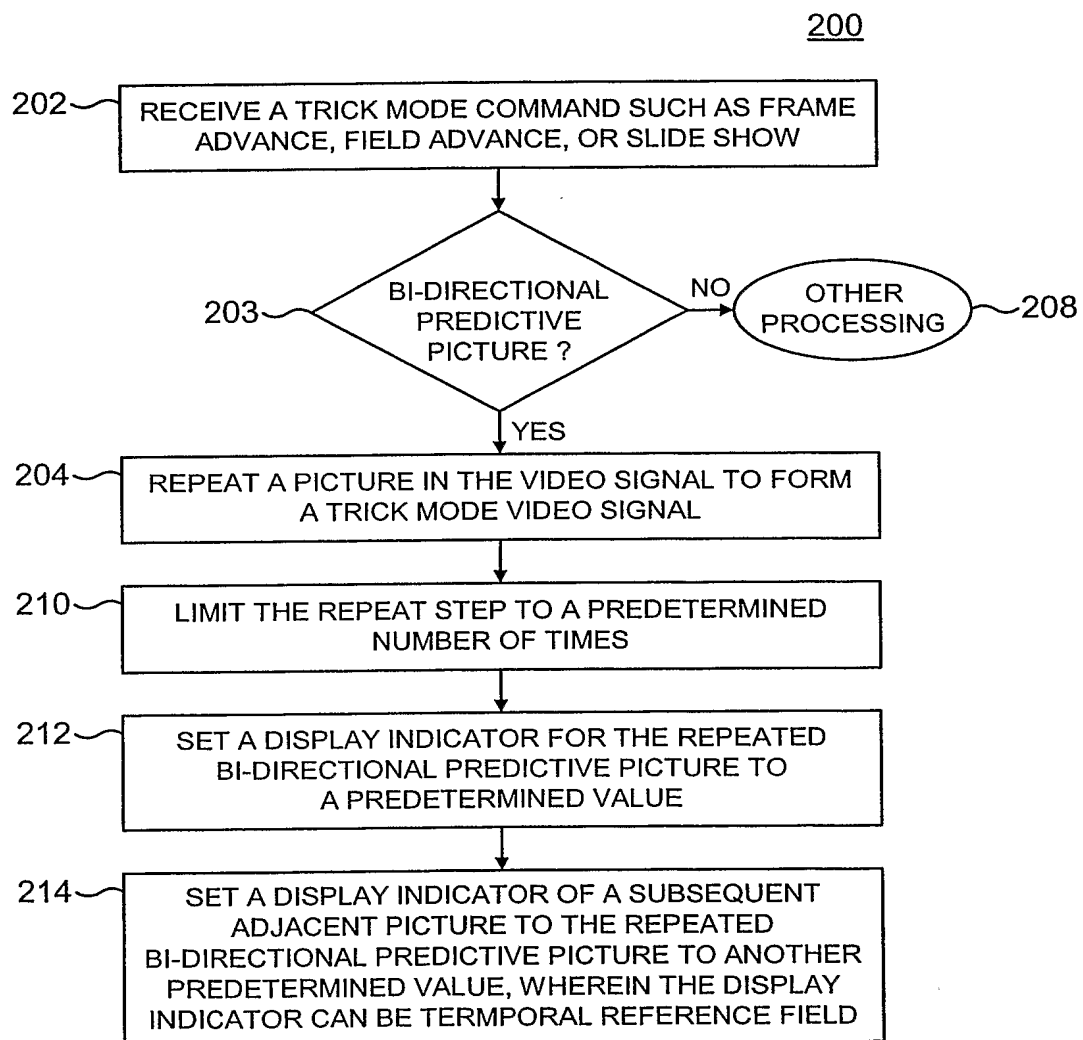 200
202
RECEIVE A TRICK MODE COMMAND SUCH AS FRAME
ADVANCE, FIELD ADVANCE, OR SLIDE SHOW
203
BI-DIRECTIONAL
PREDICTIVE
PICTURE ?
NO
OTHER
PROCESSING
208
YES
204
REPEAT A PICTURE IN THE VIDEO SIGNAL TO FORM
A TRICK MODE VIDEO SIGNAL
210
LIMIT THE REPEAT STEP TO A PREDETERMINED
NUMBER OF TIMES
212
SET A DISPLAY INDICATOR FOR THE REPEATED
BI-DIRECTIONAL PREDICTIVE PICTURE TO
A PREDETERMINED VALUE
214
SET A DISPLAY INDICATOR OF A SUBSEQUENT
ADJACENT PICTURE TO THE REPEATED
BI-DIRECTIONAL PREDICTIVE PICTURE TO ANOTHER
PREDETERMINED VALUE, WHEREIN THE DISPLAY
INDICATOR CAN BE TERMPORAL REFERENCE FIELD